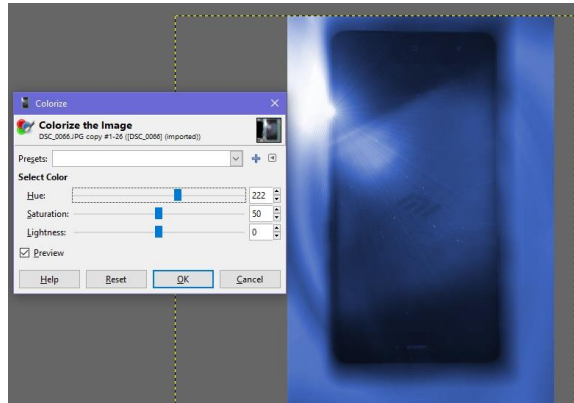 Colorize
Colorize the Image
DSC_0066.JPG copy #1-26 ([DSC_0066] (imported))
Presets:
Select Color
Hue: 222
Saturation: 50
Lightness: 0
Preview
Help Reset OK Cancel